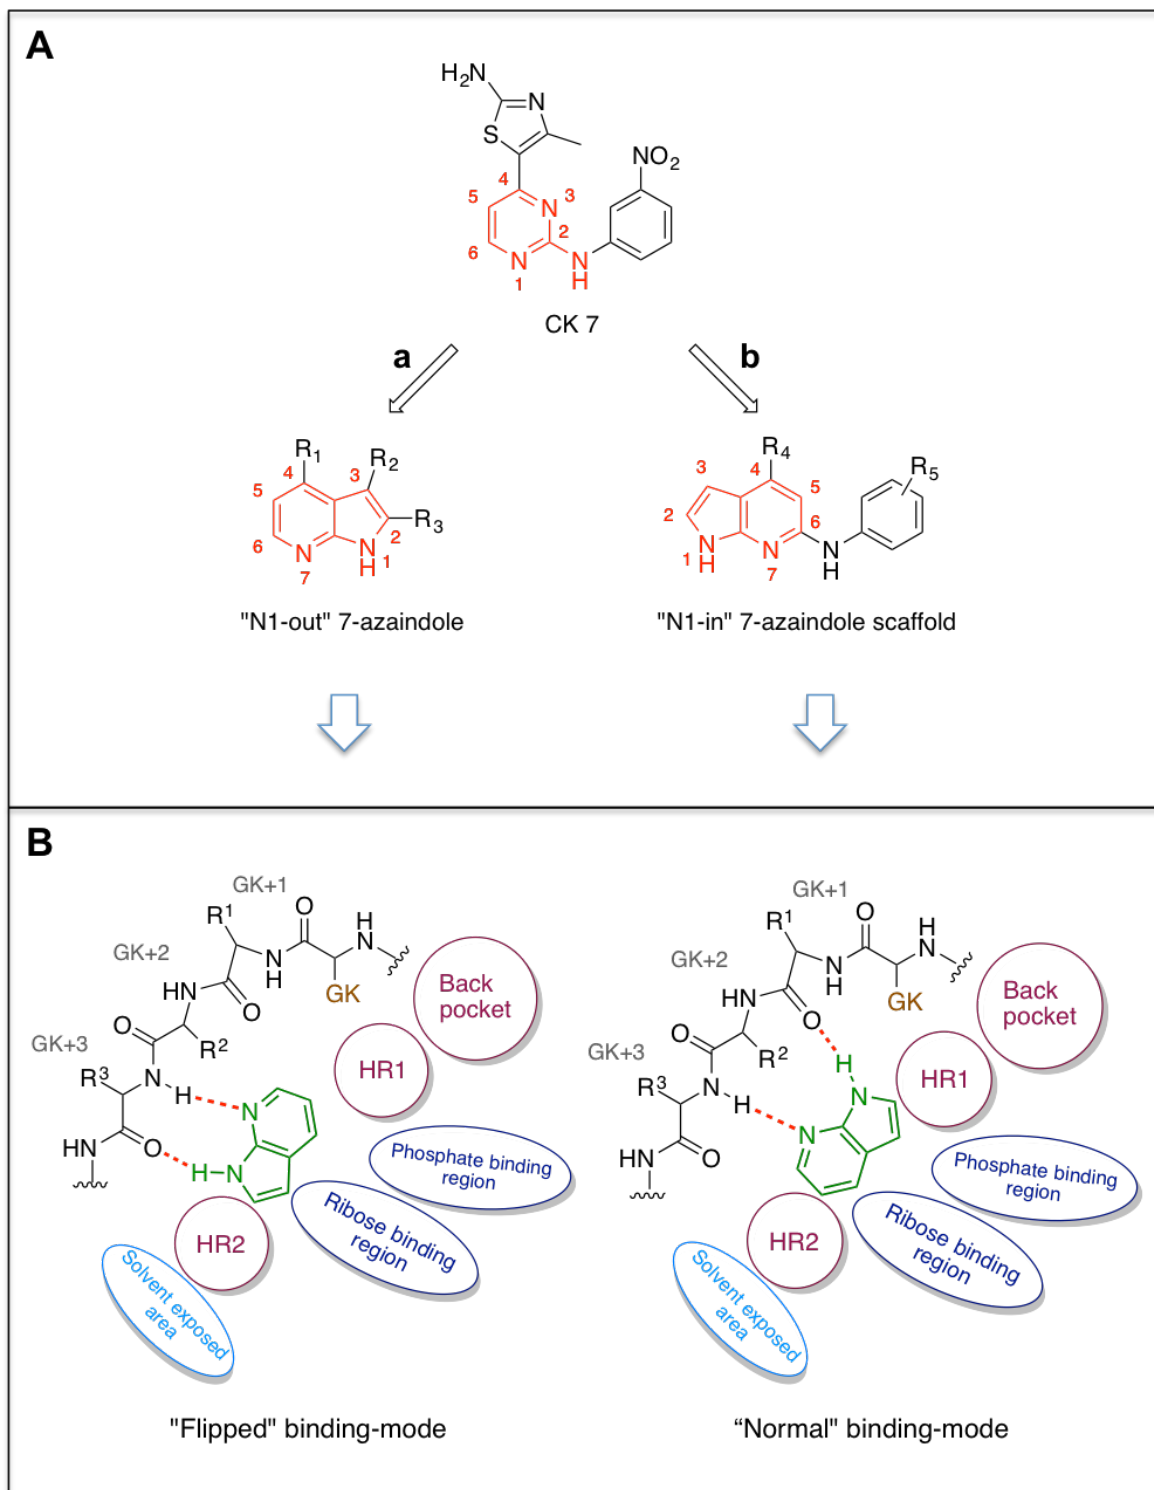 A
H₂N
N
S
NO₂
4
5
3
N
2
6
N
NH
1
CK 7
a
b
R₁
R₂
4
3
5
R₃
2
6
N
N
H
1
7
"N1-out" 7-azaindole
R₄
R₅
3
4
5
2
6
1
N
H
N
N
H
7
"N1-in" 7-azaindole scaffold
B
GK+1
R¹
O
H
N
GK+2
N
H
HN
O
GK
Back
pocket
O
GK+3
R²
HR1
R³
N
H
N
HN
O
H
N
Phosphate binding
region
Ribose binding
region
HR2
Solvent exposed
area
"Flipped" binding-mode
GK+1
R¹
O
H
N
GK+2
N
H
HN
O
GK
Back
pocket
O
GK+3
R²
H
HR1
R³
N
H
N
N
HN
O
Phosphate binding
region
Ribose binding
region
HR2
Solvent exposed
area
“Normal” binding-mode